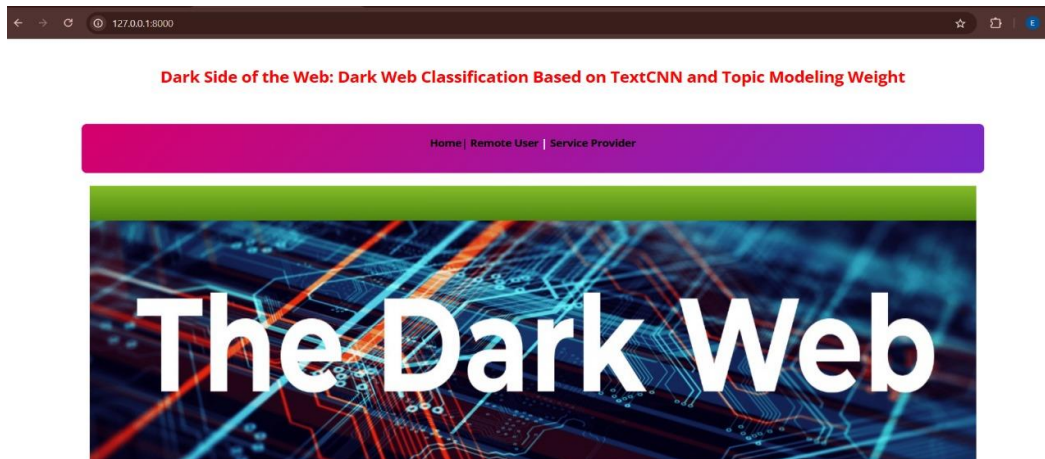 127.0.0.1:8000
E
Dark Side of the Web: Dark Web Classification Based on TextCNN and Topic Modeling Weight
Home| Remote User | Service Provider
The Dark Web